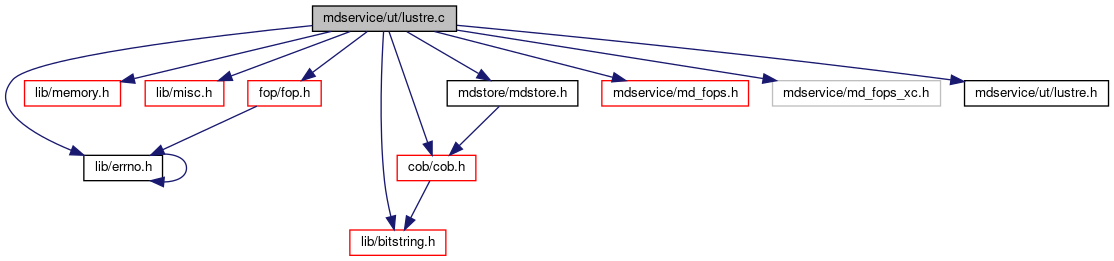 mdservice/ut/lustre.c
lib/memory.h
lib/misc.h
fop/fop.h
mdstore/mdstore.h
mdservice/md_fops.h
mdservice/md_fops_xc.h
mdservice/ut/lustre.h
lib/errno.h
cob/cob.h
lib/bitstring.h